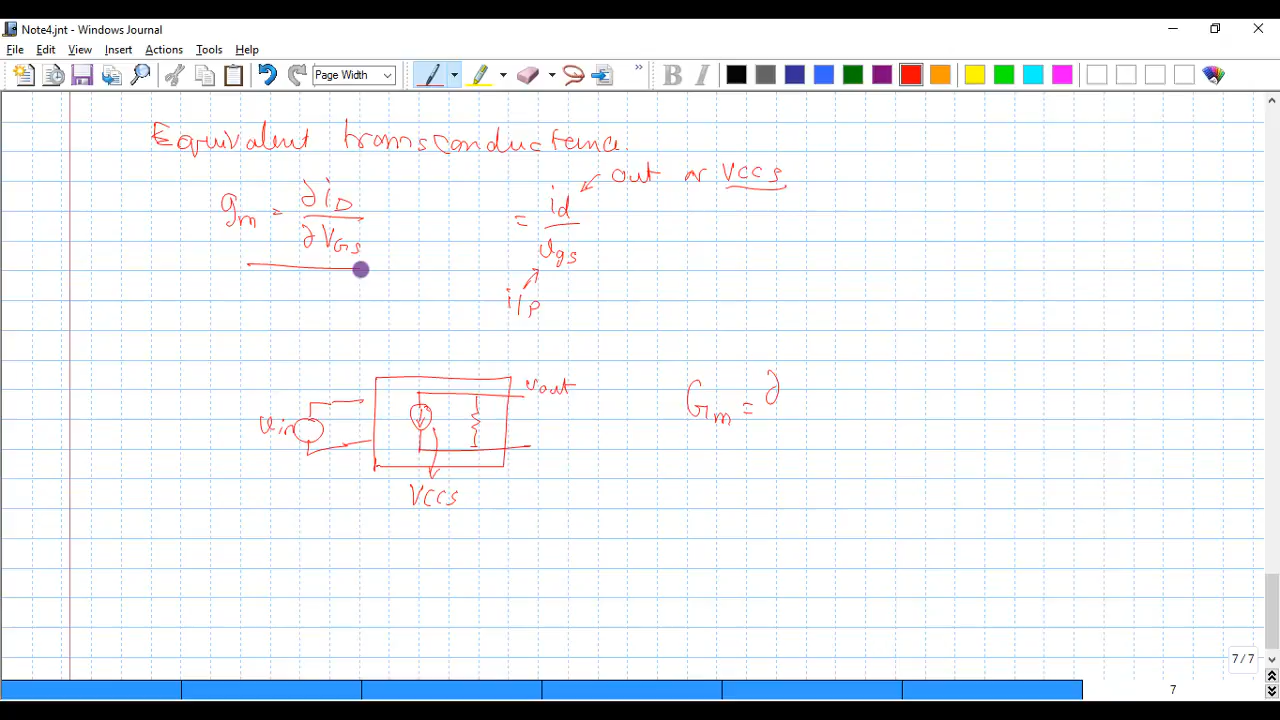 Note4.jnt - Windows Journal
File Edit View Insert Actions Tools Help
Page Width
B I
Equivalent transconductance
gm = ∂iD / ∂VGS = id / vgs
out ~ VCCS
i/p
vin
vout
VCCS
Gm = ∂
7/7
7